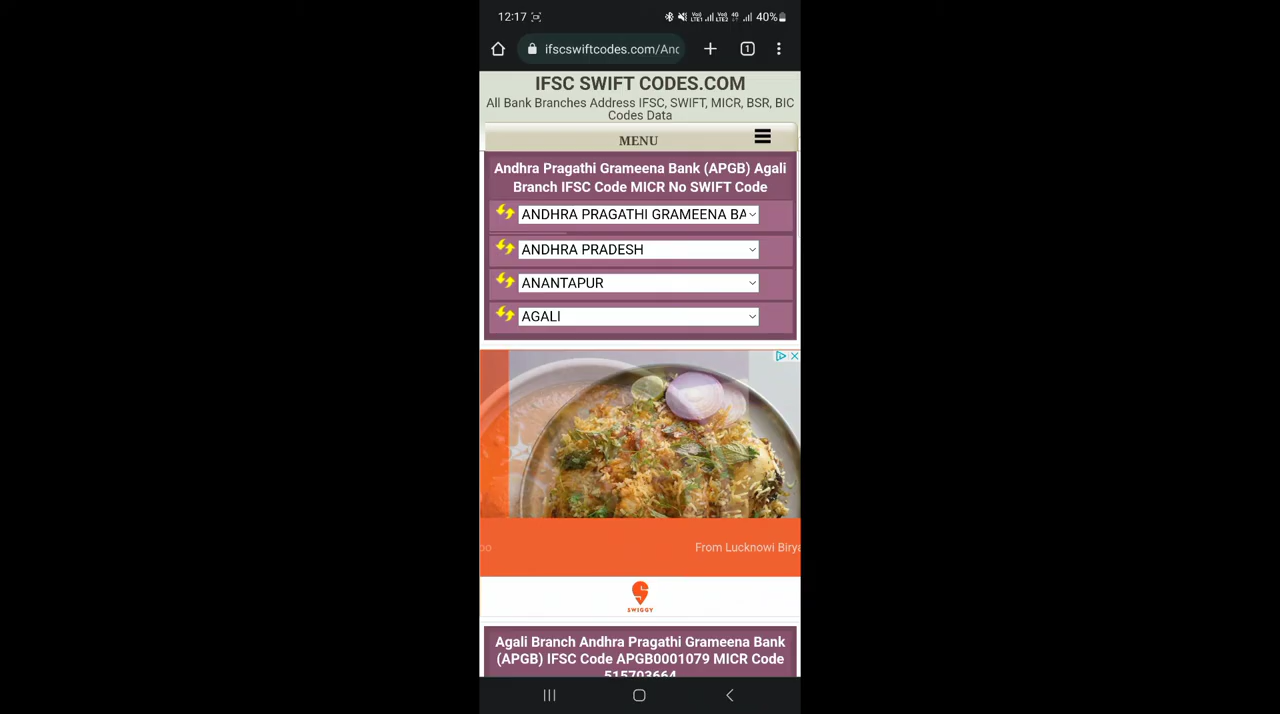 12:17 40%
ifscswiftcodes.com/And 1
IFSC SWIFT CODES.COM
All Bank Branches Address IFSC, SWIFT, MICR, BSR, BIC
Codes Data
MENU
Andhra Pragathi Grameena Bank (APGB) Agali
Branch IFSC Code MICR No SWIFT Code
ANDHRA PRAGATHI GRAMEENA BA
ANDHRA PRADESH
ANANTAPUR
AGALI
From Lucknowi Birya
SWIGGY
Agali Branch Andhra Pragathi Grameena Bank
(APGB) IFSC Code APGB0001079 MICR Code
515703664